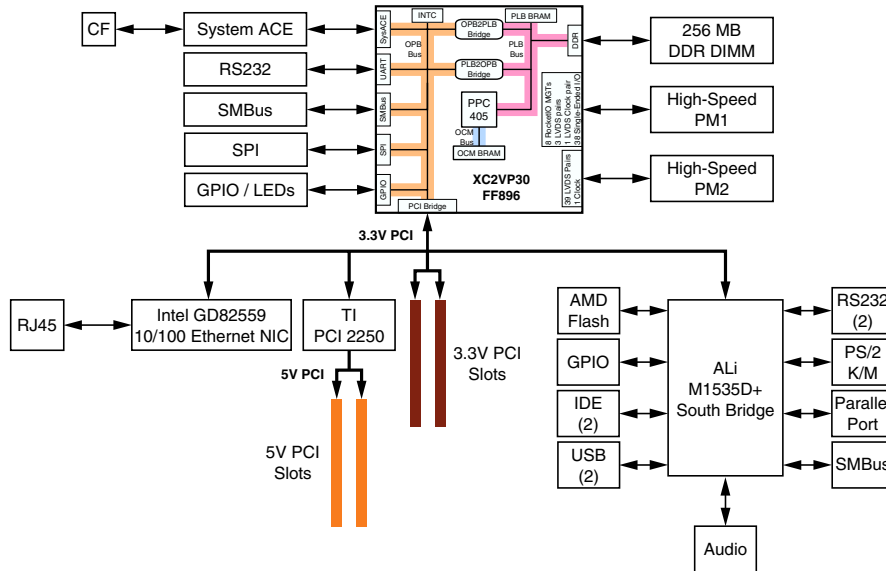 CF
System ACE
RS232
SMBus
SPI
GPIO / LEDs
SysACE
UART
SMBus
SPI
GPIO
INTC
OPB
Bus
OPB2PLB
Bridge
PLB2OPB
Bridge
PLB BRAM
PLB
Bus
DDR
PPC
405
OCM
Bus
OCM BRAM
8 RocketIO MGTs
3 LVDS pairs
1 LVDS Clock pair
38 Single-Ended I/O
39 LVDS Pairs
1 Clock
XC2VP30
FF896
PCI Bridge
256 MB
DDR DIMM
High-Speed
PM1
High-Speed
PM2
3.3V PCI
RJ45
Intel GD82559
10/100 Ethernet NIC
TI
PCI 2250
5V PCI
3.3V PCI
Slots
5V PCI
Slots
AMD
Flash
GPIO
IDE
(2)
USB
(2)
ALi
M1535D+
South Bridge
RS232
(2)
PS/2
K/M
Parallel
Port
SMBus
Audio